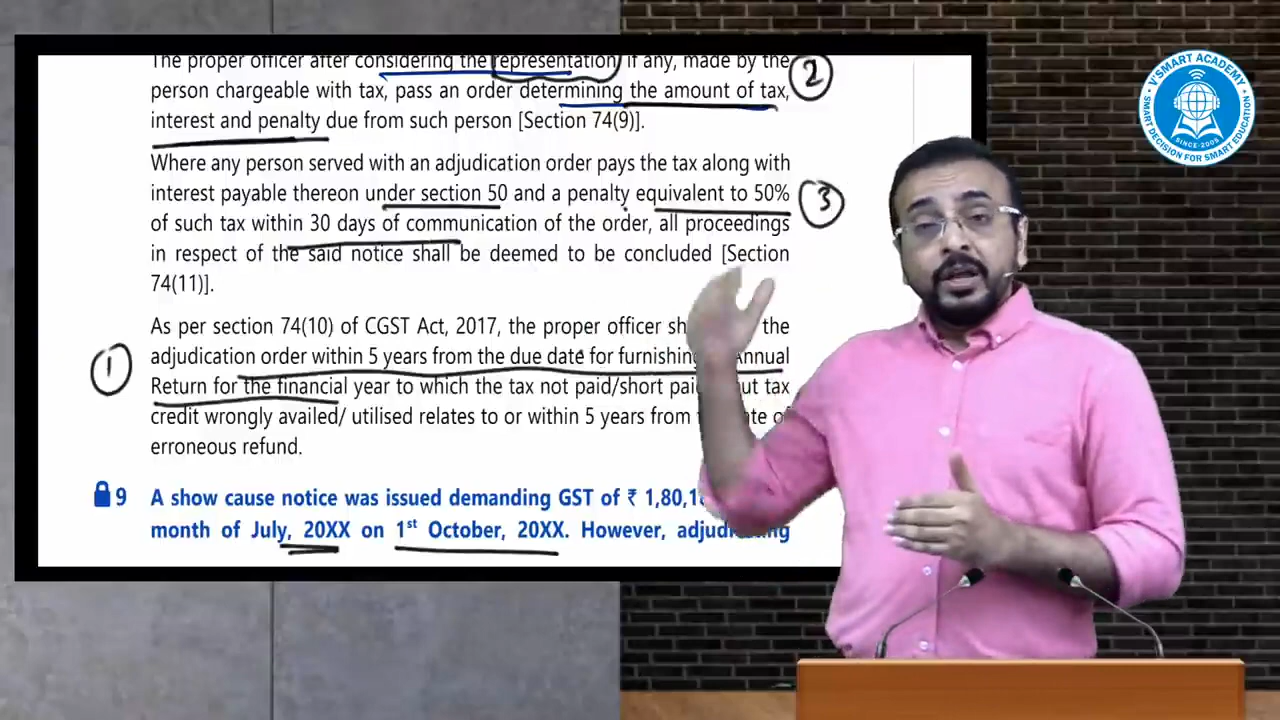 The proper officer after considering the representation if any, made by the
person chargeable with tax, pass an order determining the amount of tax,
interest and penalty due from such person [Section 74(9)].
2
Where any person served with an adjudication order pays the tax along with
interest payable thereon under section 50 and a penalty equivalent to 50%
of such tax within 30 days of communication of the order, all proceedings
in respect of the said notice shall be deemed to be concluded [Section
74(11)].
3
As per section 74(10) of CGST Act, 2017, the proper officer the
adjudication order within 5 years from the due date for furnishing Annual
Return for the financial year to which the tax not paid/short tax
credit wrongly availed/ utilised relates to or within 5 years from of
erroneous refund.
1
9 A show cause notice was issued demanding GST of ₹
month of July, 20XX on 1st October, 20XX. However,
V'SMART ACADEMY
SMART DECISION FOR SMART EDUCATION